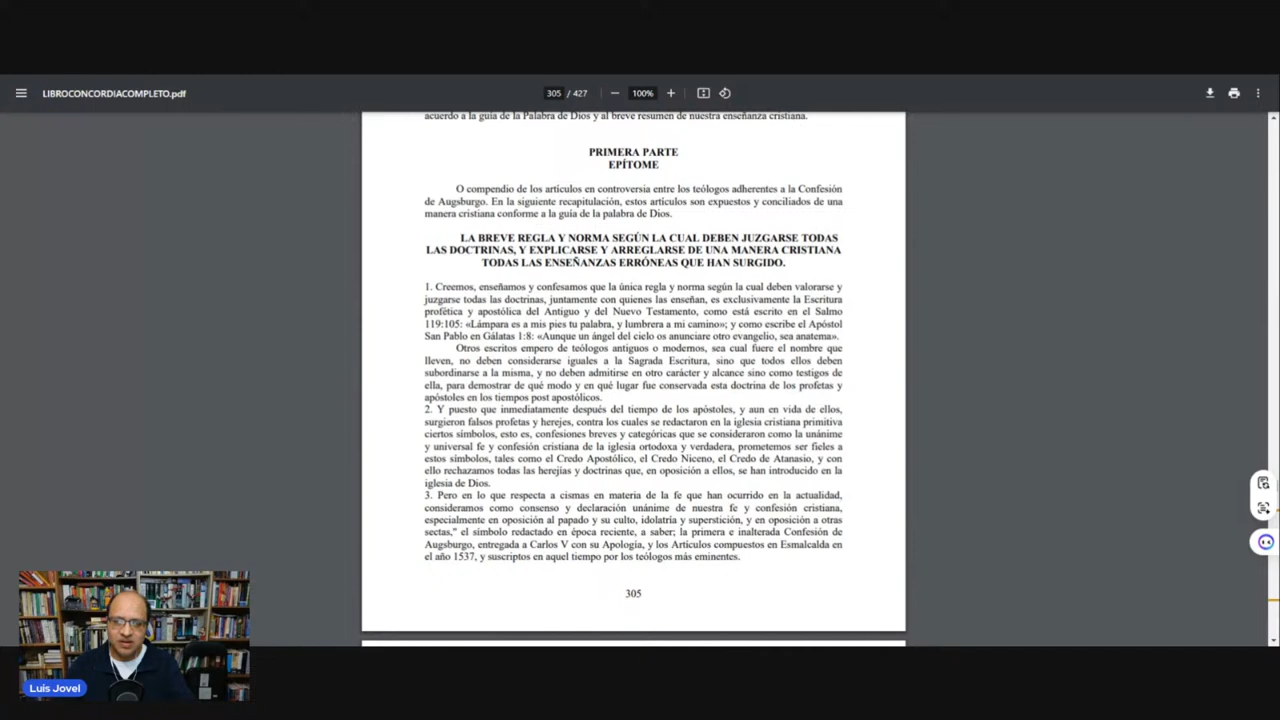 LIBROCONCORDIACOMPLETO.pdf
305 / 427
100%
acuerdo a la guía de la Palabra de Dios y al breve resumen de nuestra enseñanza cristiana.
PRIMERA PARTE
EPÍTOME
O compendio de los artículos en controversia entre los teólogos adherentes a la Confesión
de Augsburgo. En la siguiente recapitulación, estos artículos son expuestos y conciliados de una
manera cristiana conforme a la guía de la palabra de Dios.
LA BREVE REGLA Y NORMA SEGÚN LA CUAL DEBEN JUZGARSE TODAS
LAS DOCTRINAS, Y EXPLICARSE Y ARREGLARSE DE UNA MANERA CRISTIANA
TODAS LAS ENSEÑANZAS ERRÓNEAS QUE HAN SURGIDO.
1. Creemos, enseñamos y confesamos que la única regla y norma según la cual deben valorarse y
juzgarse todas las doctrinas, juntamente con quienes las enseñan, es exclusivamente la Escritura
profética y apostólica del Antiguo y del Nuevo Testamento, como está escrito en el Salmo
119:105: «Lámpara es a mis pies tu palabra, y lumbrera a mi camino»; y como escribe el Apóstol
San Pablo en Gálatas 1:8: «Aunque un ángel del cielo os anunciare otro evangelio, sea anatema».
Otros escritos empero de teólogos antiguos o modernos, sea cual fuere el nombre que
lleven, no deben considerarse iguales a la Sagrada Escritura, sino que todos ellos deben
subordinarse a la misma, y no deben admitirse en otro carácter y alcance sino como testigos de
ella, para demostrar de qué modo y en qué lugar fue conservada esta doctrina de los profetas y
apóstoles en los tiempos post apostólicos.
2. Y puesto que inmediatamente después del tiempo de los apóstoles, y aun en vida de ellos,
surgieron falsos profetas y herejes, contra los cuales se redactaron en la iglesia cristiana primitiva
ciertos símbolos, esto es, confesiones breves y categóricas que se consideraron como la unánime
y universal fe y confesión cristiana de la iglesia ortodoxa y verdadera, prometemos ser fieles a
estos símbolos, tales como el Credo Apostólico, el Credo Niceno, el Credo de Atanasio, y con
ello rechazamos todas las herejías y doctrinas que, en oposición a ellos, se han introducido en la
iglesia de Dios.
3. Pero en lo que respecta a cismas en materia de la fe que han ocurrido en la actualidad,
consideramos como consenso y declaración unánime de nuestra fe y confesión cristiana,
especialmente en oposición al papado y su culto, idolatría y superstición, y en oposición a otras
sectas," el símbolo redactado en época reciente, a saber; la primera e inalterada Confesión de
Augsburgo, entregada a Carlos V con su Apología, y los Artículos compuestos en Esmalcalda en
el año 1537, y suscriptos en aquel tiempo por los teólogos más eminentes.
305
Luis Jovel